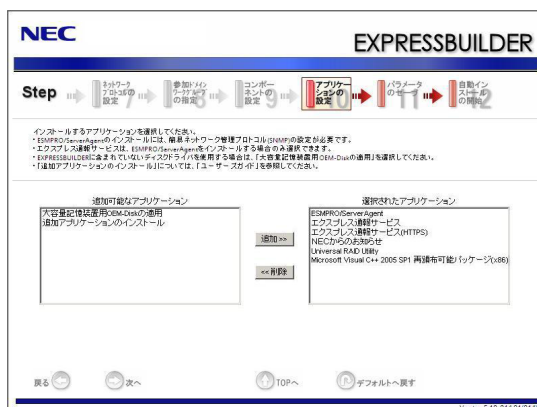 NEC
EXPRESSBUILDER
Step
ネットワーク
プロトコルの
設定 7
参加ドメイン
ワークグループ
の指定 8
コンポー
ネントの
設定 9
アプリケー
ションの
設定 10
パラメータ
のセーブ 11
自動イン
ストール
の開始 12
インストールするアプリケーションを選択してください。
・ESMPRO/ServerAgentのインストールには、簡易ネットワーク管理プロトコル(SNMP)の設定が必要です。
・エクスプレス通報サービスは、ESMPRO/ServerAgentをインストールする場合のみ選択できます。
・EXPRESSBUILDERに含まれていないディスクドライバを使用する場合は、「大容量記憶装置用OEM-Diskの適用」を選択してください。
・「追加アプリケーションのインストール」については、「ユーザーズガイド」を参照してください。
追加可能なアプリケーション
大容量記憶装置用OEM-Diskの適用
追加アプリケーションのインストール
追加 >>
<< 削除
選択されたアプリケーション
ESMPRO/ServerAgent
エクスプレス通報サービス
エクスプレス通報サービス(HTTPS)
NECからのお知らせ
Universal RAID Utility
Microsoft Visual C++ 2005 SP1 再頒布可能パッケージ(x86)
戻る
次へ
TOPへ
デフォルトへ戻す